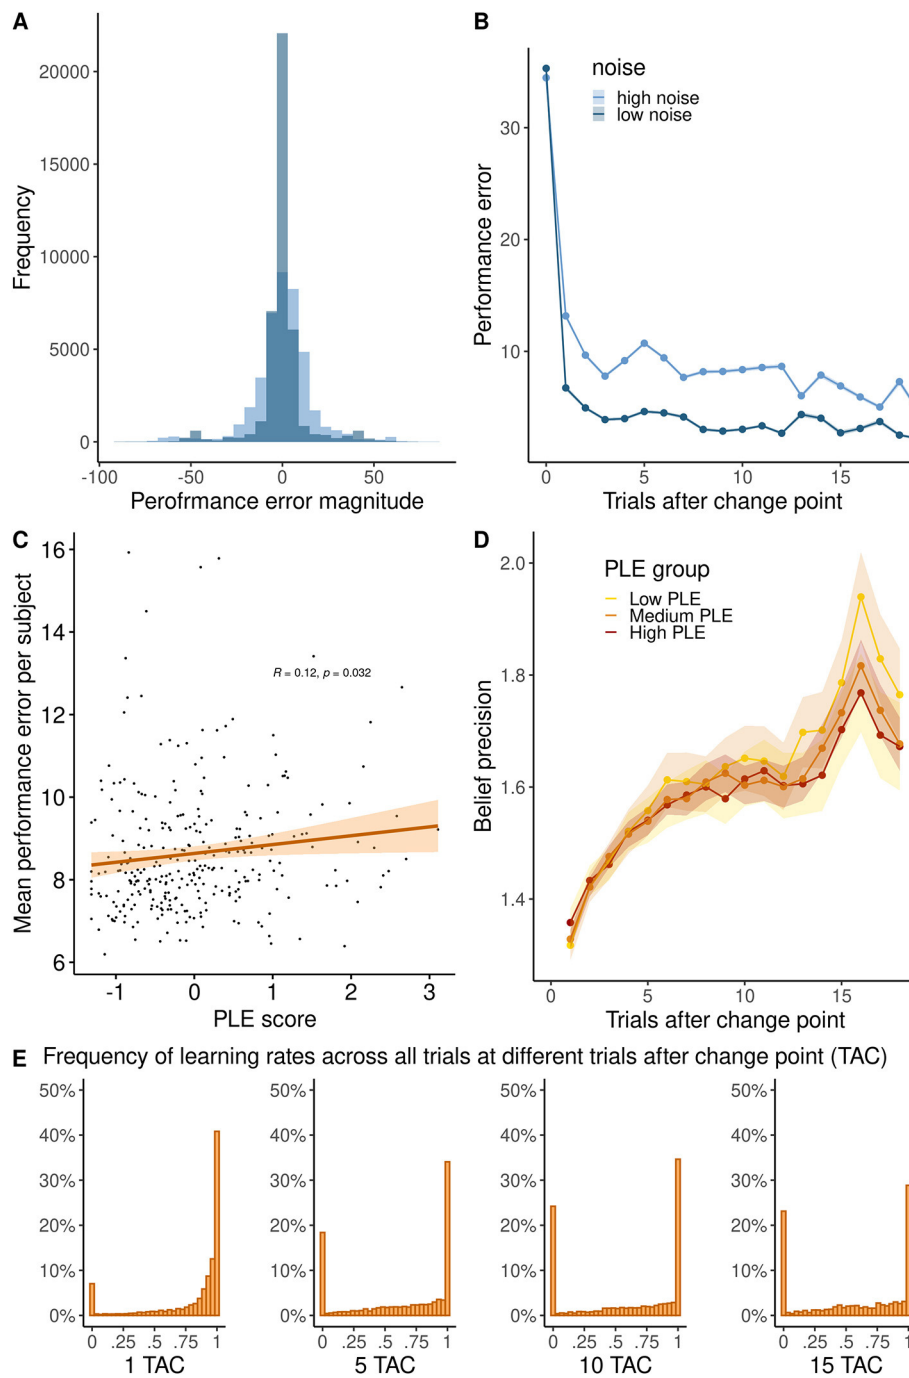 A
20000
15000
10000
5000
0
Frequency
-100
-50
0
50
Perofrmance error magnitude
B
noise
high noise
low noise
30
20
10
Performance error
0
5
10
15
Trials after change point
C
16
14
12
10
8
6
Mean performance error per subject
R = 0.12, p = 0.032
-1
0
1
2
3
PLE score
D
PLE group
Low PLE
Medium PLE
High PLE
2.0
1.8
1.6
1.4
Belief precision
0
5
10
15
Trials after change point
E Frequency of learning rates across all trials at different trials after change point (TAC)
50%
40%
30%
20%
10%
0%
0 .25 .5 .75 1
1 TAC
50%
40%
30%
20%
10%
0%
0 .25 .5 .75 1
5 TAC
50%
40%
30%
20%
10%
0%
0 .25 .5 .75 1
10 TAC
50%
40%
30%
20%
10%
0%
0 .25 .5 .75 1
15 TAC